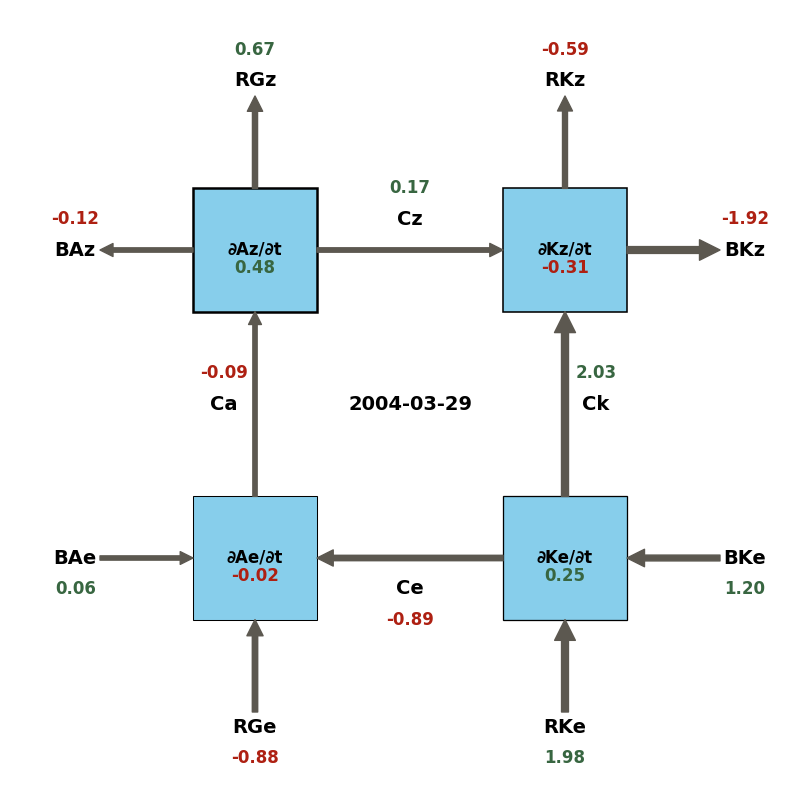 0.67
RGz
-0.59
RKz
0.17
Cz
-0.12
BAz
∂Az/∂t
0.48
∂Kz/∂t
-0.31
-1.92
BKz
-0.09
Ca
2004-03-29
2.03
Ck
BAe
0.06
∂Ae/∂t
-0.02
Ce
-0.89
∂Ke/∂t
0.25
BKe
1.20
RGe
-0.88
RKe
1.98